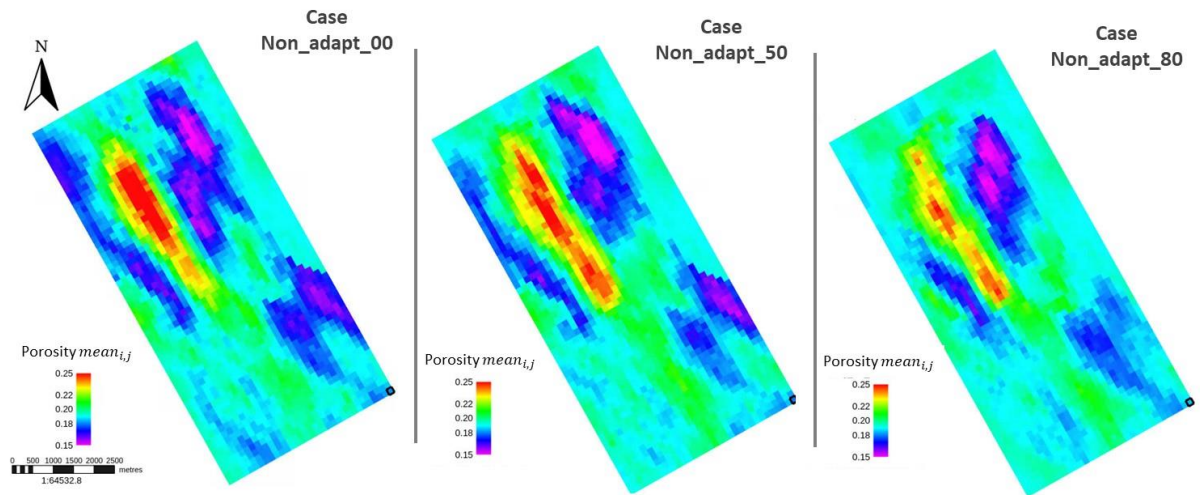 Case
Non_adapt_00
Case
Non_adapt_50
Case
Non_adapt_80
N
Porosity mean_{i,j}
0.25
0.22
0.20
0.18
0.15
0 500 1000 1500 2000 2500 metres
1:64532.8
Porosity mean_{i,j}
0.25
0.22
0.20
0.18
0.15
Porosity mean_{i,j}
0.25
0.22
0.20
0.18
0.15